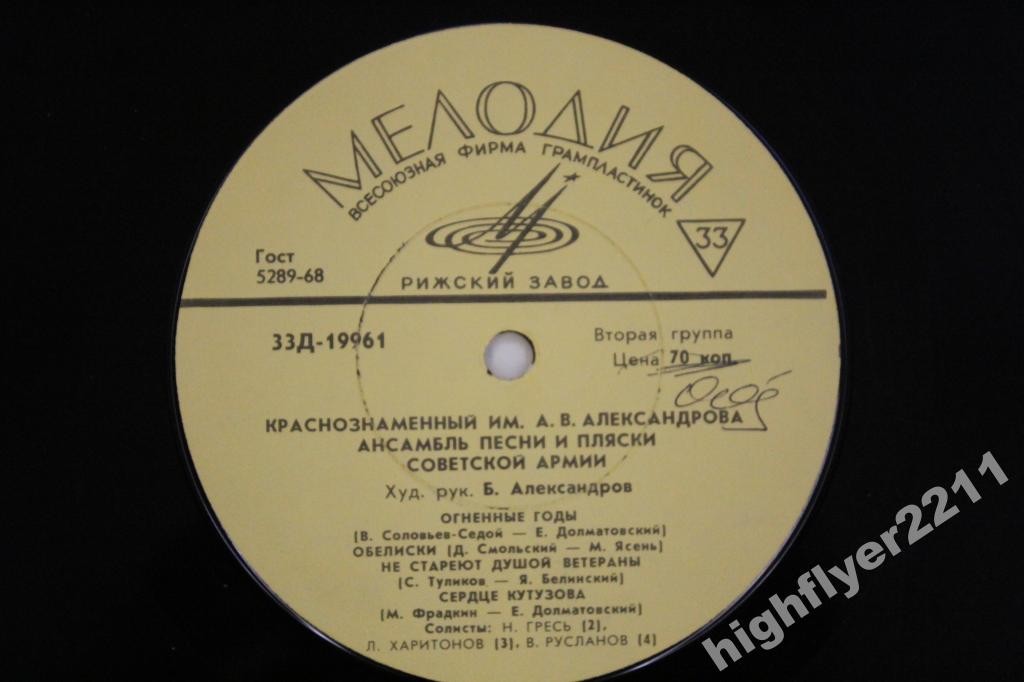 МЕЛОДИЯ
ВСЕСОЮЗНАЯ ФИРМА ГРАМПЛАСТИНОК
33
РИЖСКИЙ ЗАВОД
Гост
5289-68
33Д-19961
Вторая группа
Цена 70 коп.
КРАСНОЗНАМЕННЫЙ ИМ. А. В. АЛЕКСАНДРОВА
АНСАМБЛЬ ПЕСНИ И ПЛЯСКИ
СОВЕТСКОЙ АРМИИ
Худ. рук. Б. Александров
ОГНЕННЫЕ ГОДЫ
(В. Соловьев-Седой — Е. Долматовский)
ОБЕЛИСКИ (Д. Смольский — М. Ясень)
НЕ СТАРЕЮТ ДУШОЙ ВЕТЕРАНЫ
(С. Туликов — Я. Белинский)
СЕРДЦЕ КУТУЗОВА
(М. Фрадкин — Е. Долматовский)
Солисты: Н. ГРЕСЬ (2),
Л. ХАРИТОНОВ (3), В. РУСЛАНОВ (4)
highflyer2211